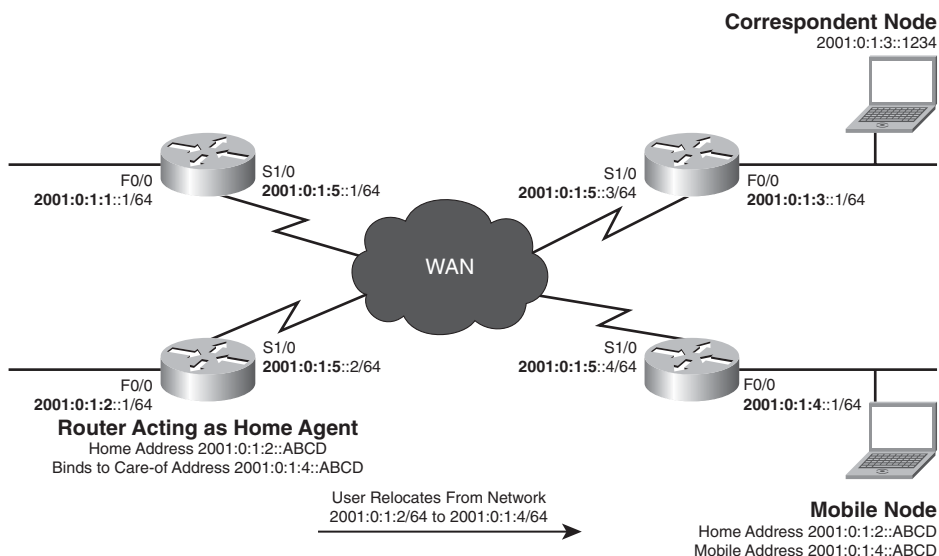 Correspondent Node
2001:0:1:3::1234
F0/0
2001:0:1:1::1/64
S1/0
2001:0:1:5::1/64
S1/0
2001:0:1:5::3/64
F0/0
2001:0:1:3::1/64
WAN
F0/0
2001:0:1:2::1/64
S1/0
2001:0:1:5::2/64
S1/0
2001:0:1:5::4/64
F0/0
2001:0:1:4::1/64
Router Acting as Home Agent
Home Address 2001:0:1:2::ABCD
Binds to Care-of Address 2001:0:1:4::ABCD
User Relocates From Network
2001:0:1:2/64 to 2001:0:1:4/64
Mobile Node
Home Address 2001:0:1:2::ABCD
Mobile Address 2001:0:1:4::ABCD